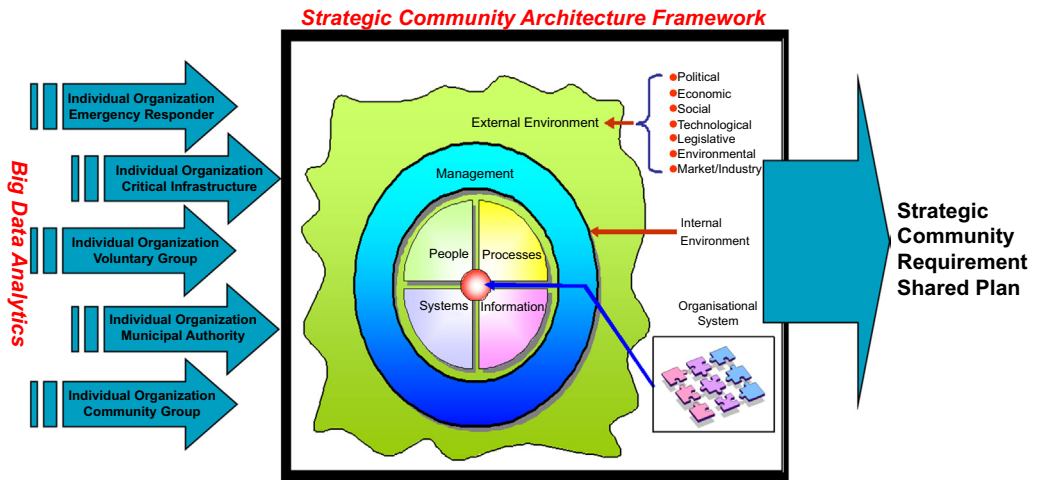 Strategic Community Architecture Framework
Big Data Analytics
Individual Organization
Emergency Responder
Individual Organization
Critical Infrastructure
Individual Organization
Voluntary Group
Individual Organization
Municipal Authority
Individual Organization
Community Group
External Environment
Political
Economic
Social
Technological
Legislative
Environmental
Market/Industry
Management
People
Processes
Systems
Information
Internal
Environment
Organisational
System
Strategic
Community
Requirement
Shared Plan